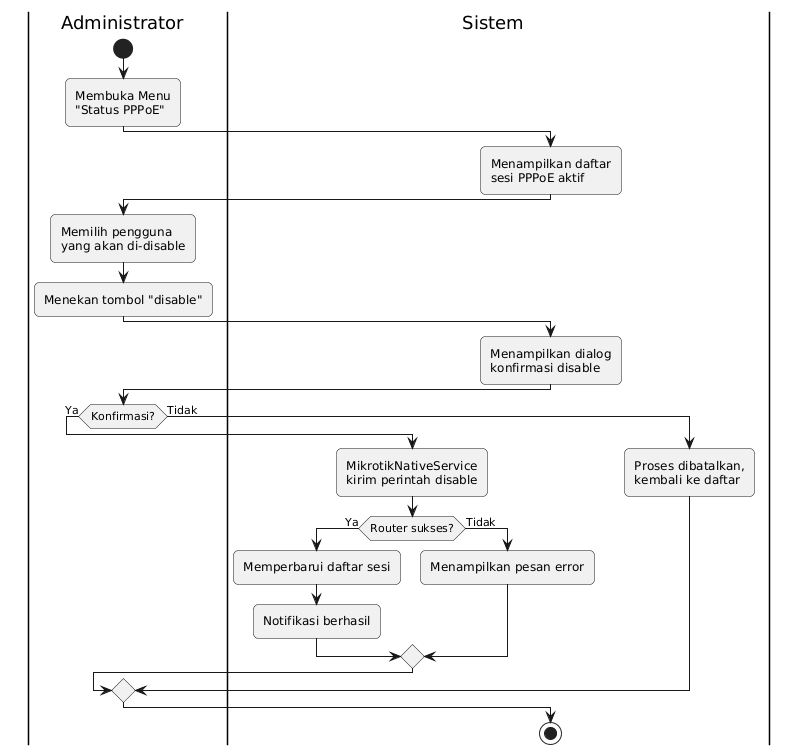 Administrator
Sistem
Membuka Menu
"Status PPPoE"
Menampilkan daftar
sesi PPPoE aktif
Memilih pengguna
yang akan di-disable
Menekan tombol "disable"
Menampilkan dialog
konfirmasi disable
Ya
Konfirmasi?
Tidak
MikrotikNativeService
kirim perintah disable
Proses dibatalkan,
kembali ke daftar
Ya
Router sukses?
Tidak
Memperbarui daftar sesi
Menampilkan pesan error
Notifikasi berhasil